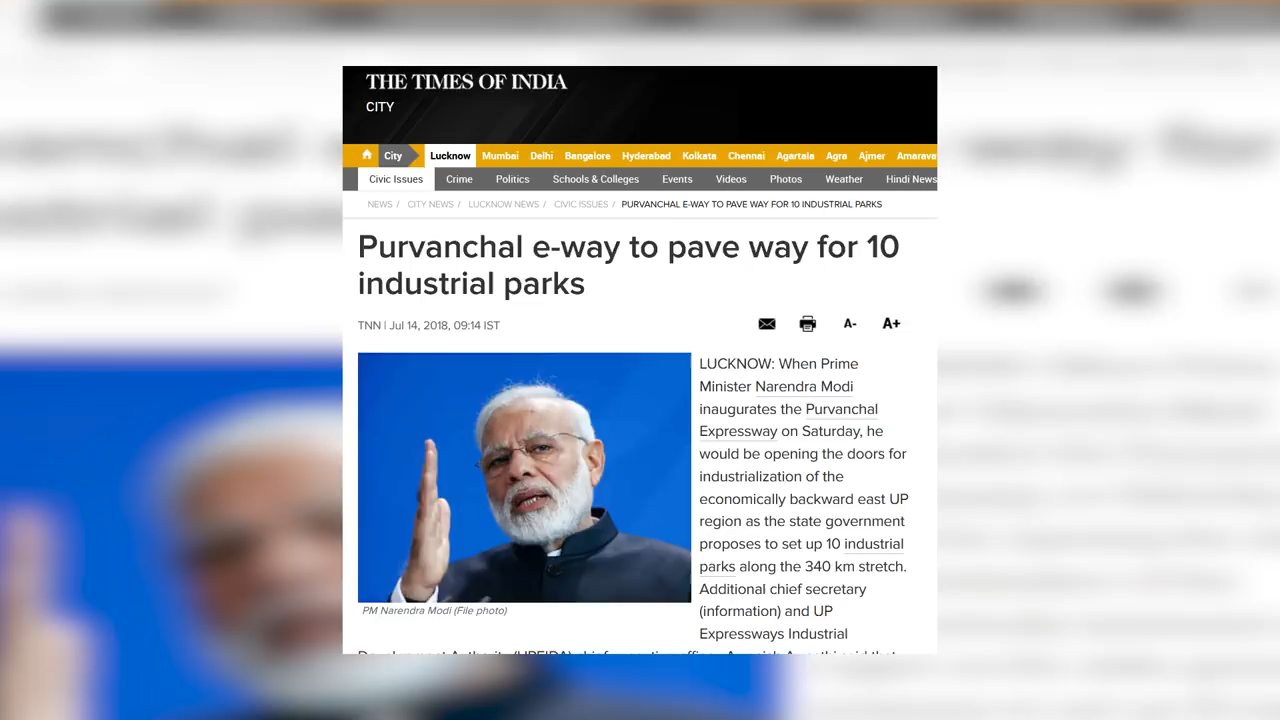 THE TIMES OF INDIA
CITY
City Lucknow Mumbai Delhi Bangalore Hyderabad Kolkata Chennai Agartala Agra Ajmer Amarava
Civic Issues Crime Politics Schools & Colleges Events Videos Photos Weather Hindi News
NEWS / CITY NEWS / LUCKNOW NEWS / CIVIC ISSUES / PURVANCHAL E-WAY TO PAVE WAY FOR 10 INDUSTRIAL PARKS
Purvanchal e-way to pave way for 10
industrial parks
TNN | Jul 14, 2018, 09:14 IST
A- A+
PM Narendra Modi (File photo)
LUCKNOW: When Prime
Minister Narendra Modi
inaugurates the Purvanchal
Expressway on Saturday, he
would be opening the doors for
industrialization of the
economically backward east UP
region as the state government
proposes to set up 10 industrial
parks along the 340 km stretch.
Additional chief secretary
(information) and UP
Expressways Industrial